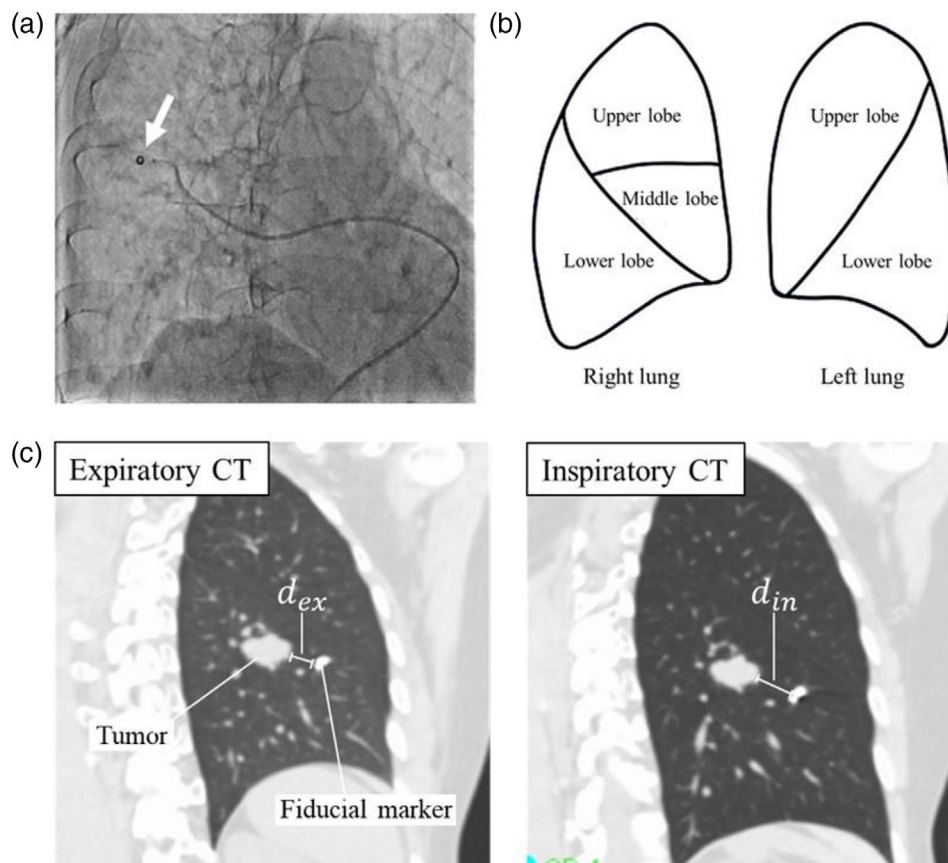 (a)
(b)
Upper lobe
Upper lobe
Middle lobe
Lower lobe
Lower lobe
Right lung
Left lung
(c)
Expiratory CT
Inspiratory CT
d_ex
d_in
Tumor
Fiducial marker